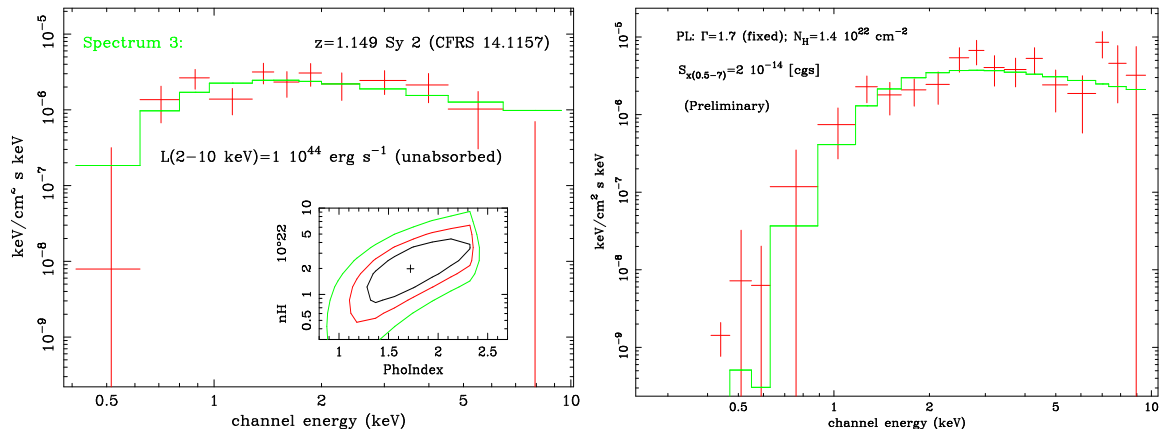 Spectrum 3:
z=1.149 Sy 2 (CFRS 14.1157)
L(2−10 keV)=1 10⁴⁴ erg s⁻¹ (unabsorbed)
keV/cm² s keV
10⁻⁵
10⁻⁶
10⁻⁷
10⁻⁸
10⁻⁹
0.5 1 2 5 10
channel energy (keV)
nH 10^22
10
5
2
1
0.5
1 1.5 2 2.5
PhoIndex
PL: Γ=1.7 (fixed); N_H=1.4 10²² cm⁻²
S_x(0.5−7)=2 10⁻¹⁴ [cgs]
(Preliminary)
keV/cm² s keV
10⁻⁵
10⁻⁶
10⁻⁷
10⁻⁸
10⁻⁹
0.5 1 2 5 10
channel energy (keV)